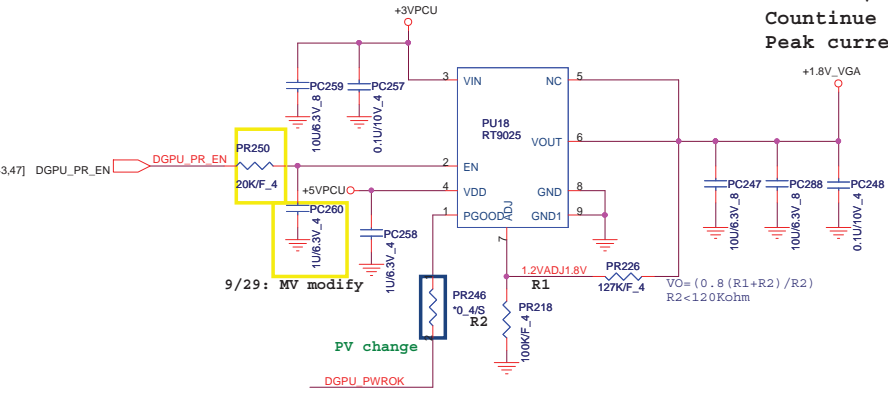 +3VPCU
Countinue
Peak curre
+1.8V_VGA
3 VIN
NC 5
PC259
10U/6.3V_8
PC257
0.1U/10V_4
PU18
RT9025
VOUT 6
PR250
20K/F_4
3,47] DGPU_PR_EN
DGPU_PR_EN
2 EN
+5VPCU
4 VDD
GND 8
1 PGOOD
ADJ
GND1 9
7
PC260
1U/6.3V_4
PC258
1U/6.3V_4
PC247
10U/6.3V_8
PC288
10U/6.3V_8
PC248
0.1U/10V_4
9/29: MV modify
1.2VADJ1.8V
R1
PR226
127K/F_4
VO=(0.8(R1+R2)/R2)
R2<120Kohm
1
PR246
*0_4/S
R2
2
PR218
100K/F_4
PV change
DGPU_PWROK